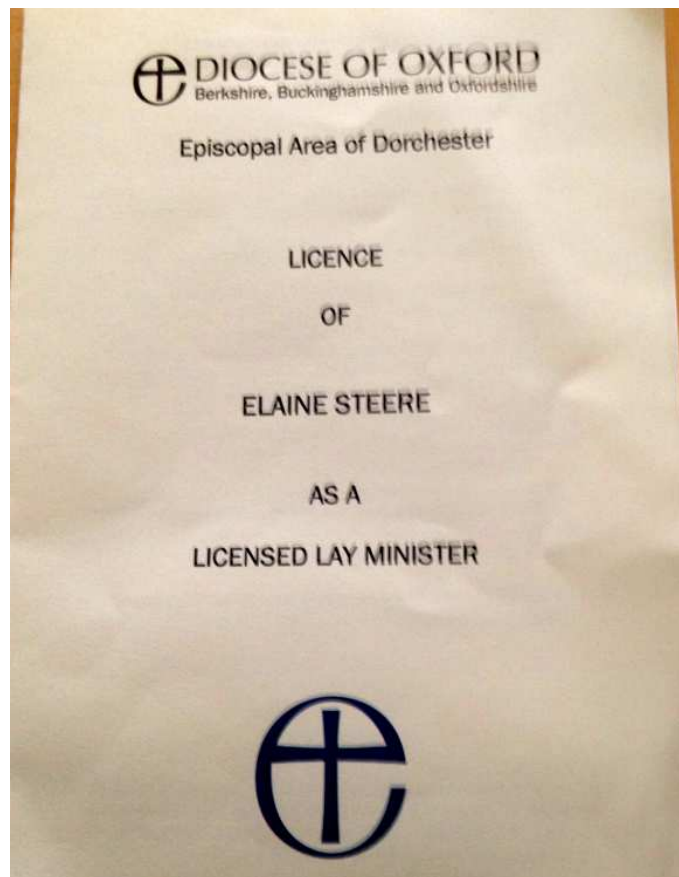 DIOCESE OF OXFORD
Berkshire, Buckinghamshire and Oxfordshire
Episcopal Area of Dorchester
LICENCE
OF
ELAINE STEERE
AS A
LICENSED LAY MINISTER